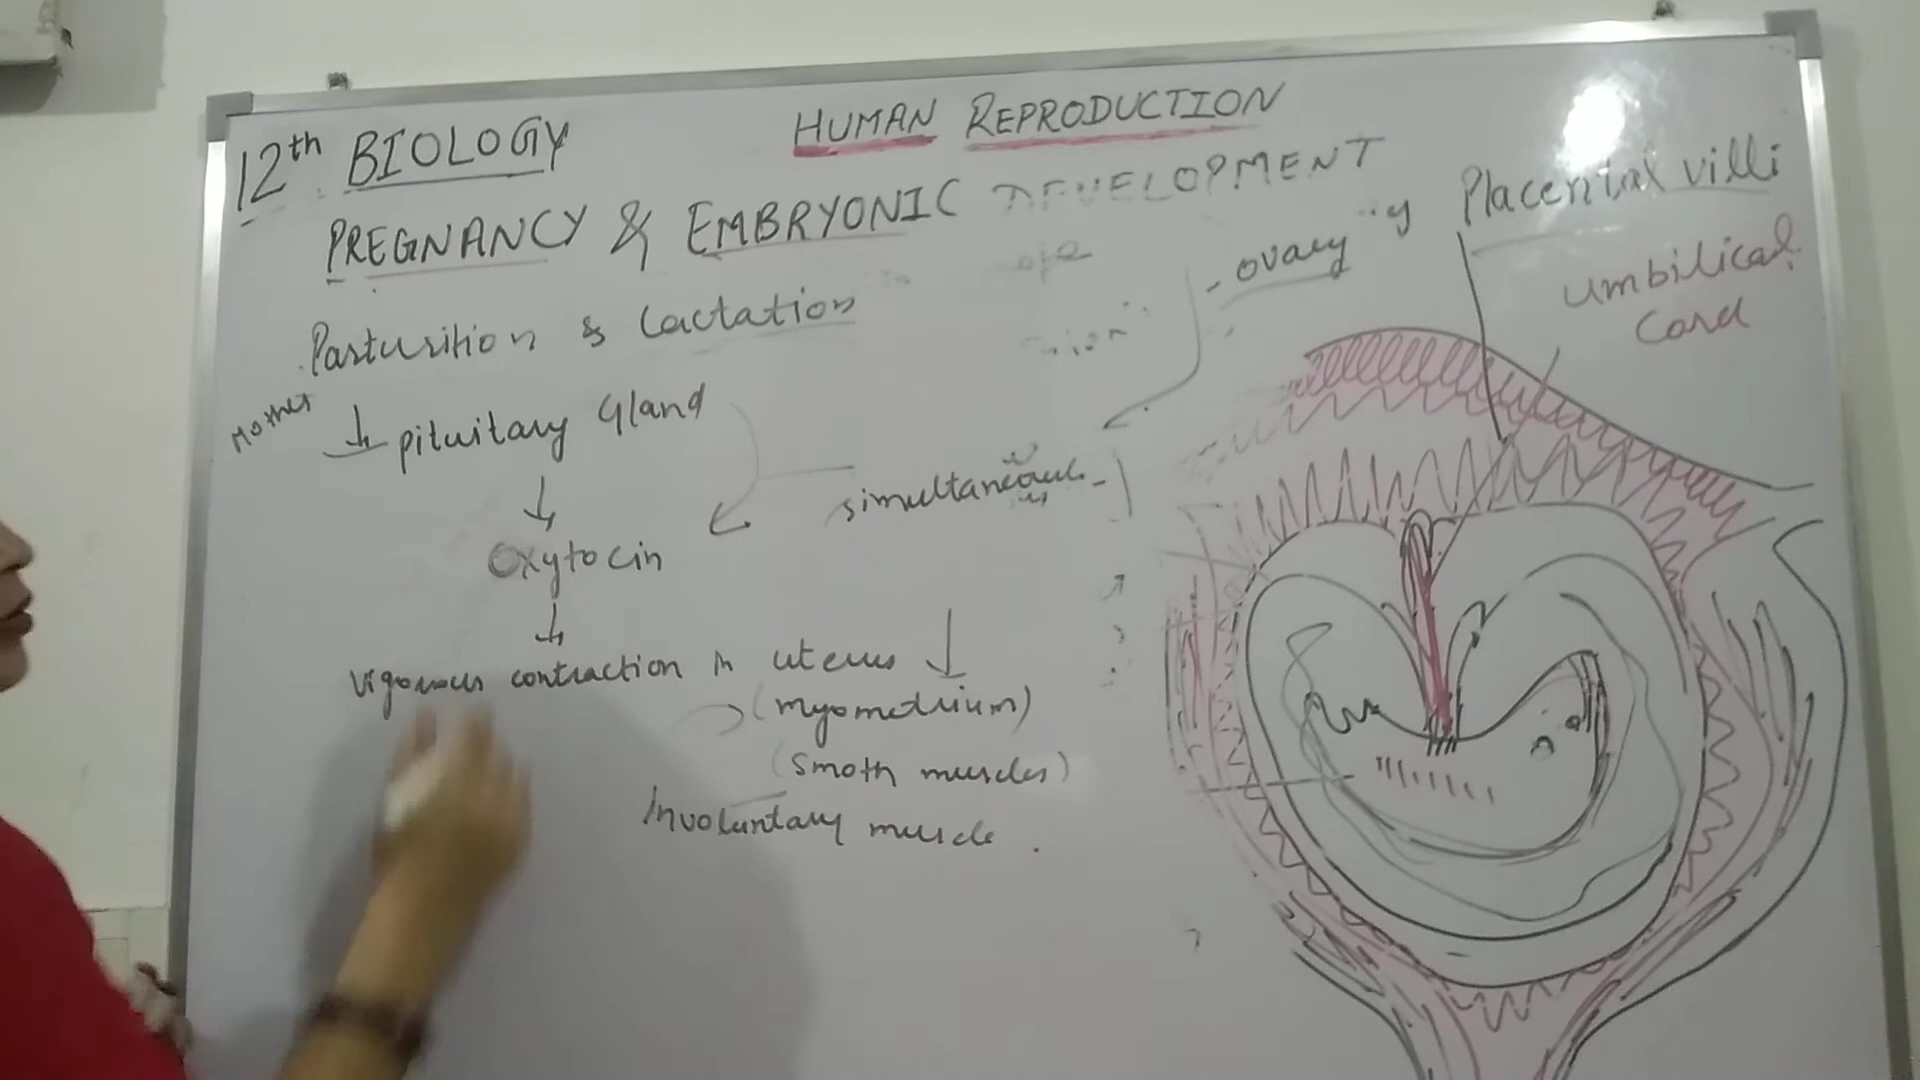 12th BIOLOGY
HUMAN REPRODUCTION
PREGNANCY & EMBRYONIC DEVELOPMENT
Parturition & Lactation
ovary
Placental villi
Umbilical
Cord
Mother
pituitary Gland
Oxytocin
vigorous contraction in uterus
(myometrium)
(Smoth muscles)
Involuntary muscle.